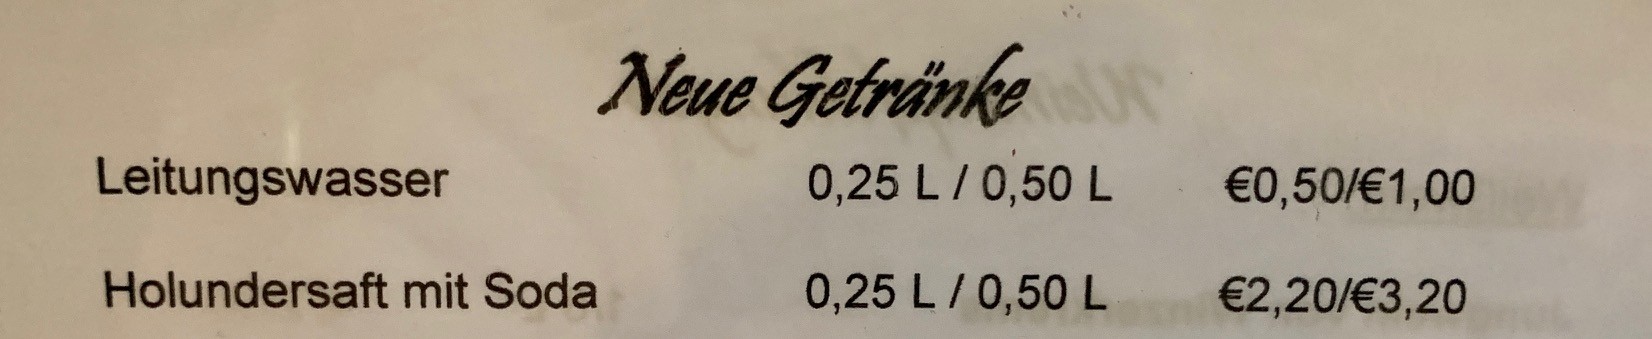 Neue Getränke
Leitungswasser 0,25 L / 0,50 L €0,50/€1,00
Holundersaft mit Soda 0,25 L / 0,50 L €2,20/€3,20